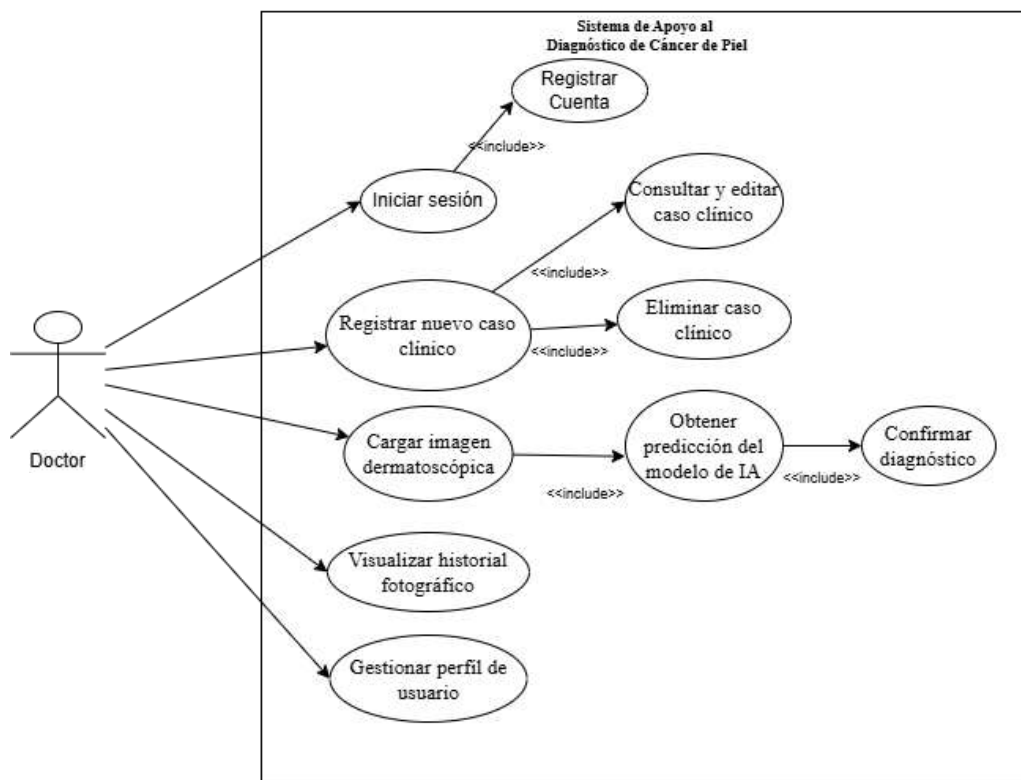 Sistema de Apoyo al
Diagnóstico de Cáncer de Piel
Registrar
Cuenta
<<include>>
Iniciar sesión
Consultar y editar
caso clínico
<<include>>
Registrar nuevo caso
clínico
Eliminar caso
clínico
<<include>>
Doctor
Cargar imagen
dermatoscópica
Obtener
predicción del
modelo de IA
Confirmar
diagnóstico
<<include>>
<<include>>
Visualizar historial
fotográfico
Gestionar perfil de
usuario